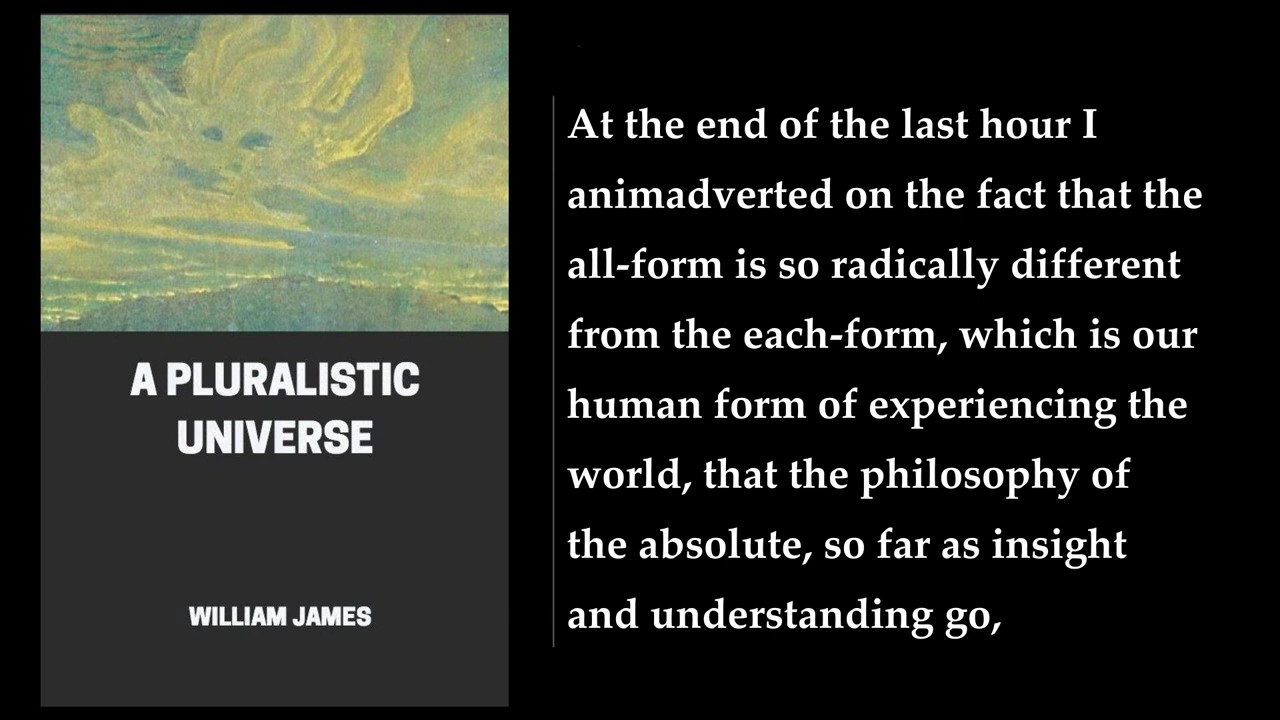 A PLURALISTIC
UNIVERSE
WILLIAM JAMES
At the end of the last hour I
animadverted on the fact that the
all-form is so radically different
from the each-form, which is our
human form of experiencing the
world, that the philosophy of
the absolute, so far as insight
and understanding go,